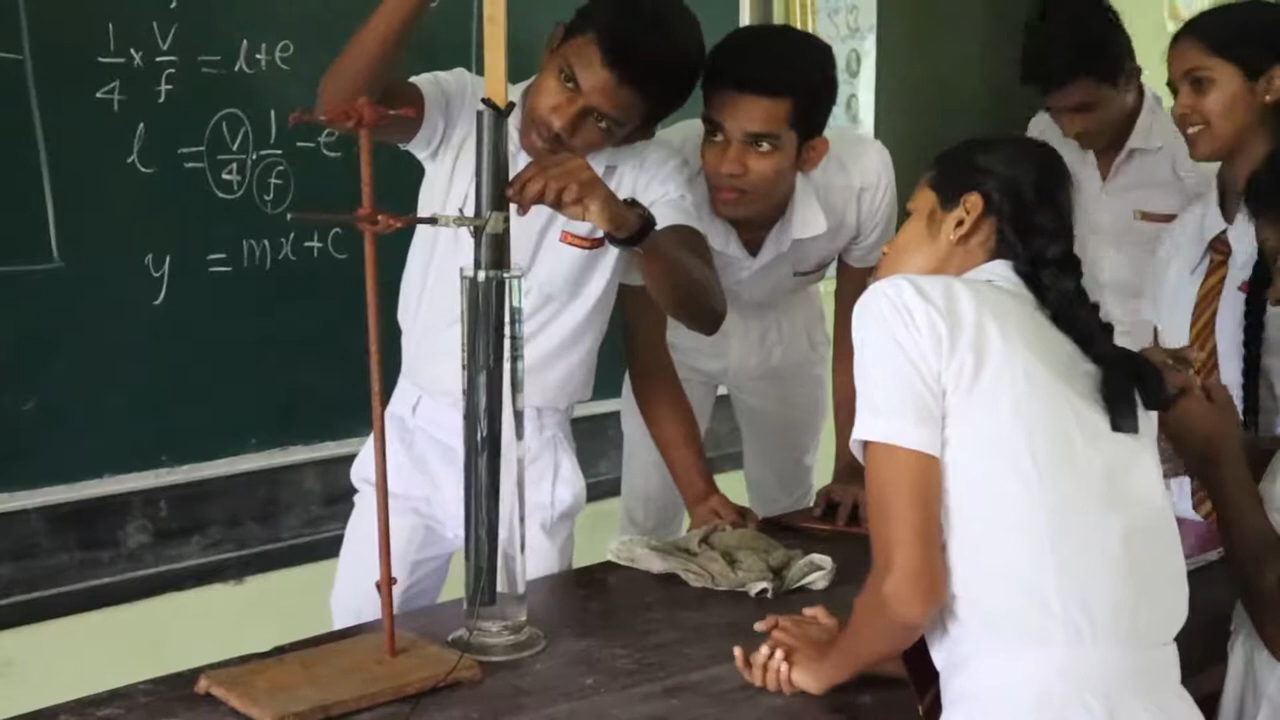 1/4 × V/f = l+e
l = V/4 · 1/f - e
y = mx+c